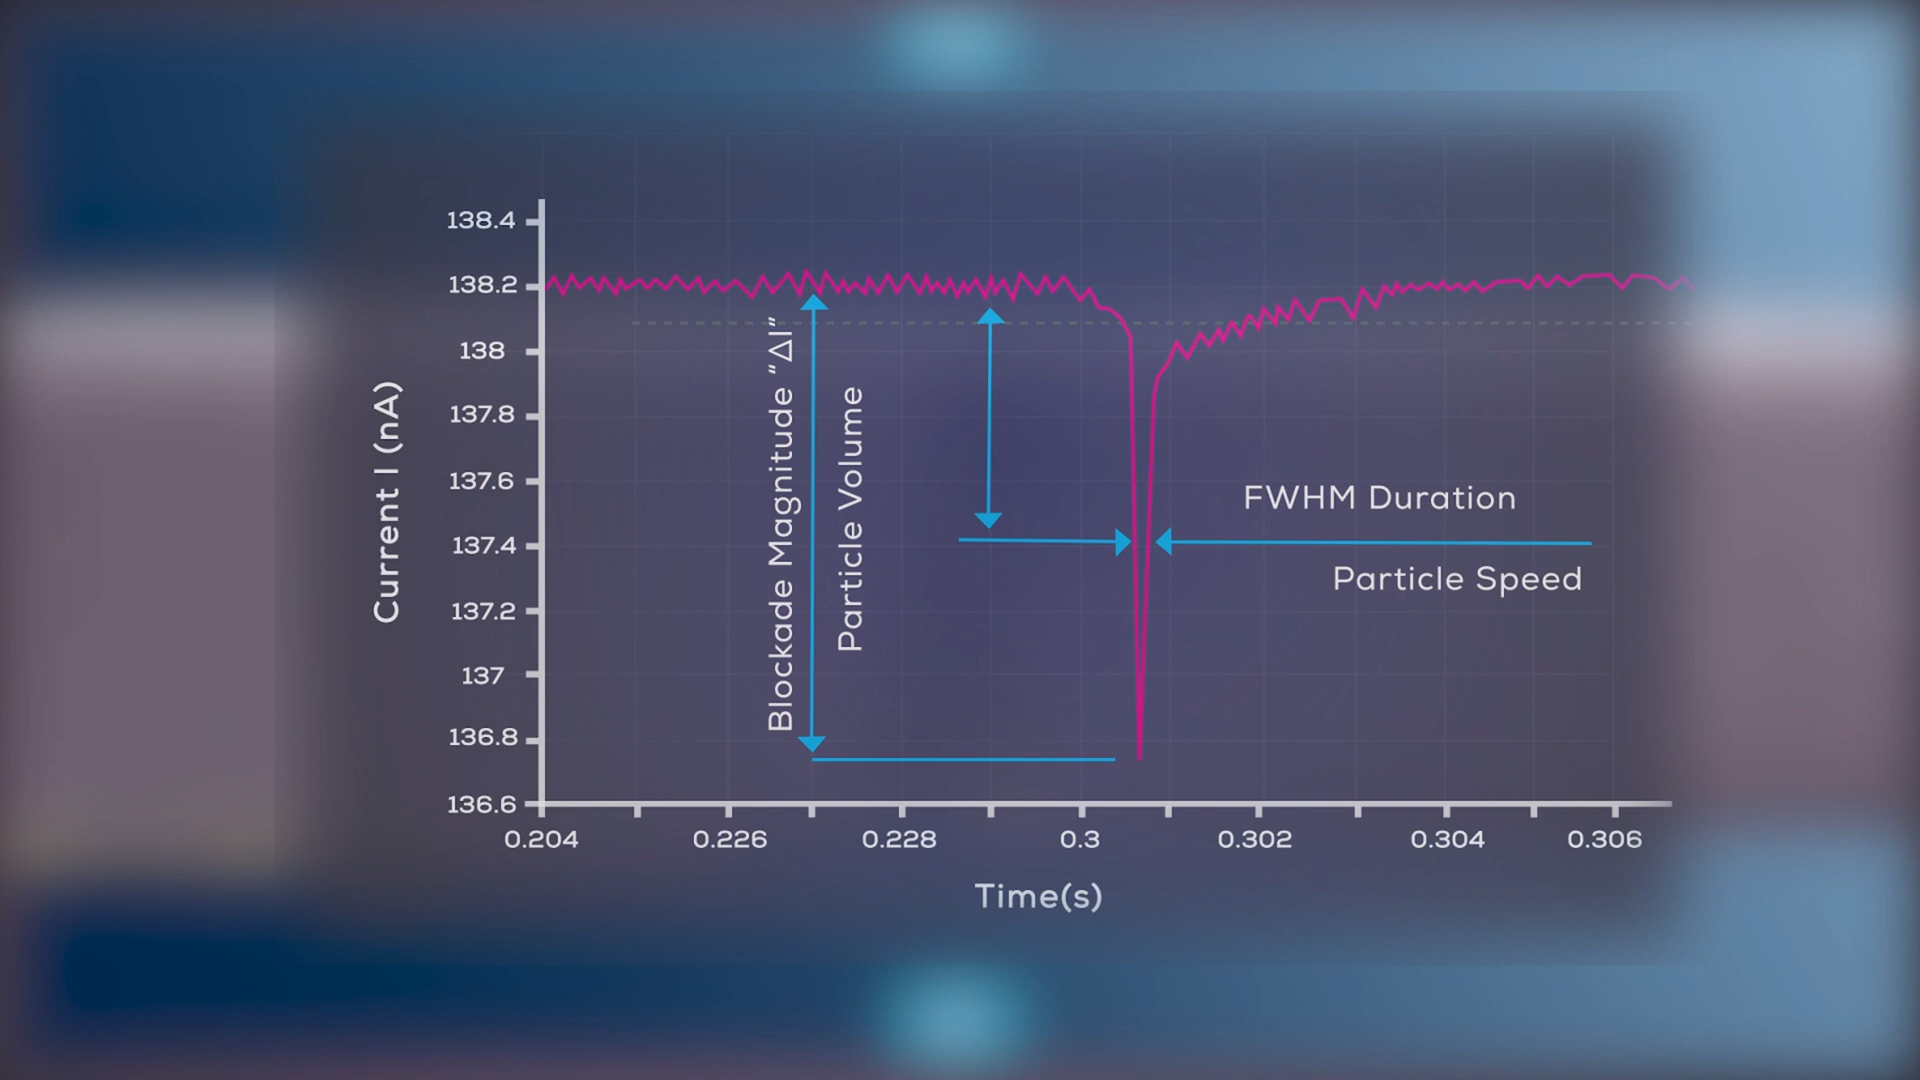 138.4
138.2
138
137.8
137.6
137.4
137.2
137
136.8
136.6
Current I (nA)
Blockade Magnitude “ΔI”
Particle Volume
FWHM Duration
Particle Speed
0.204 0.226 0.228 0.3 0.302 0.304 0.306
Time(s)